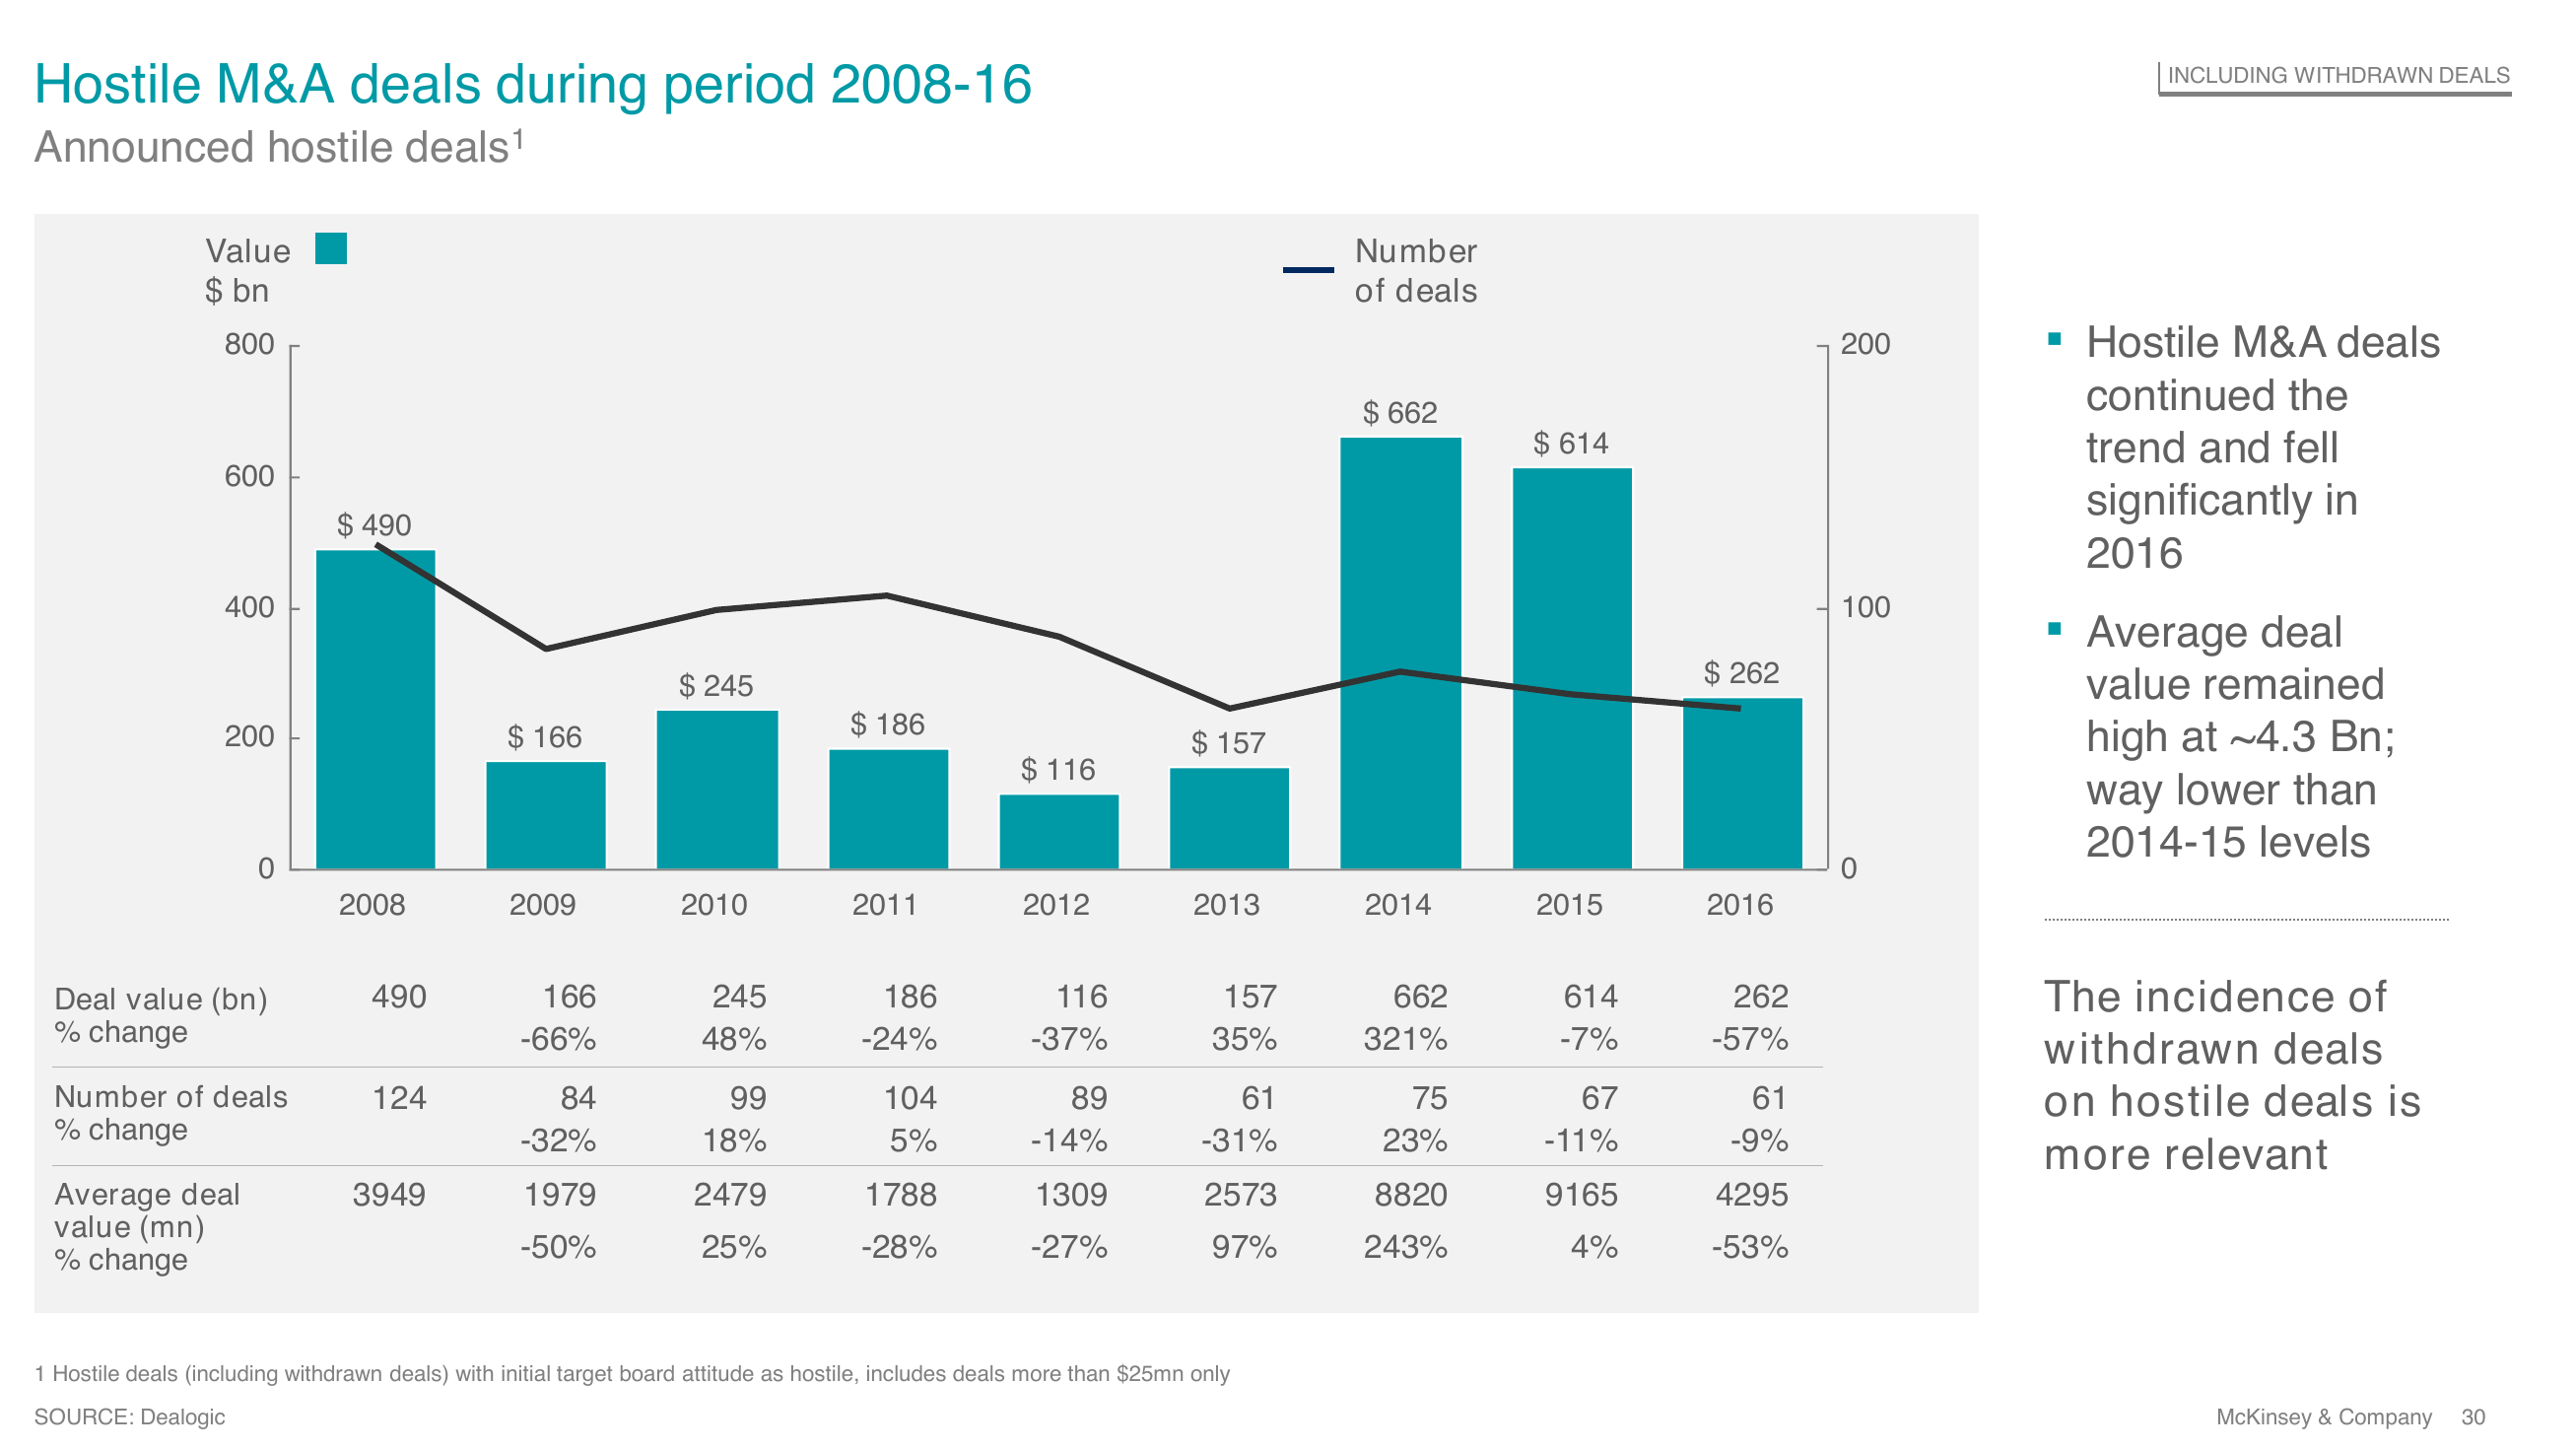 Hostile M&A deals during period 2008-16
INCLUDING WITHDRAWN DEALS
Announced hostile deals1
Value
$ bn
Number
of deals
800
600
400
200
0
200
100
0
$ 490
$ 166
$ 245
$ 186
$ 116
$ 157
$ 662
$ 614
$ 262
2008 2009 2010 2011 2012 2013 2014 2015 2016
Deal value (bn) 490 166 245 186 116 157 662 614 262
% change -66% 48% -24% -37% 35% 321% -7% -57%
Number of deals 124 84 99 104 89 61 75 67 61
% change -32% 18% 5% -14% -31% 23% -11% -9%
Average deal 3949 1979 2479 1788 1309 2573 8820 9165 4295
value (mn)
% change -50% 25% -28% -27% 97% 243% 4% -53%
Hostile M&A deals
continued the
trend and fell
significantly in
2016
Average deal
value remained
high at ~4.3 Bn;
way lower than
2014-15 levels
The incidence of
withdrawn deals
on hostile deals is
more relevant
1 Hostile deals (including withdrawn deals) with initial target board attitude as hostile, includes deals more than $25mn only
SOURCE: Dealogic
McKinsey & Company 30